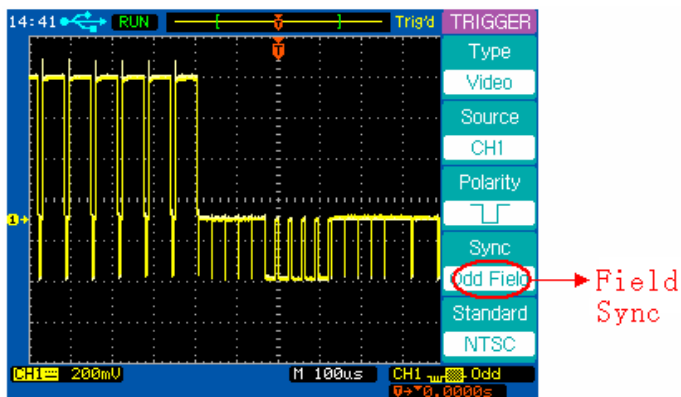 14:41 RUN Trig'd TRIGGER
Type
Video
Source
CH1
Polarity
Sync
Odd Field
Field
Sync
Standard
NTSC
CH1 200mV M 100us CH1 Odd
0.0000s